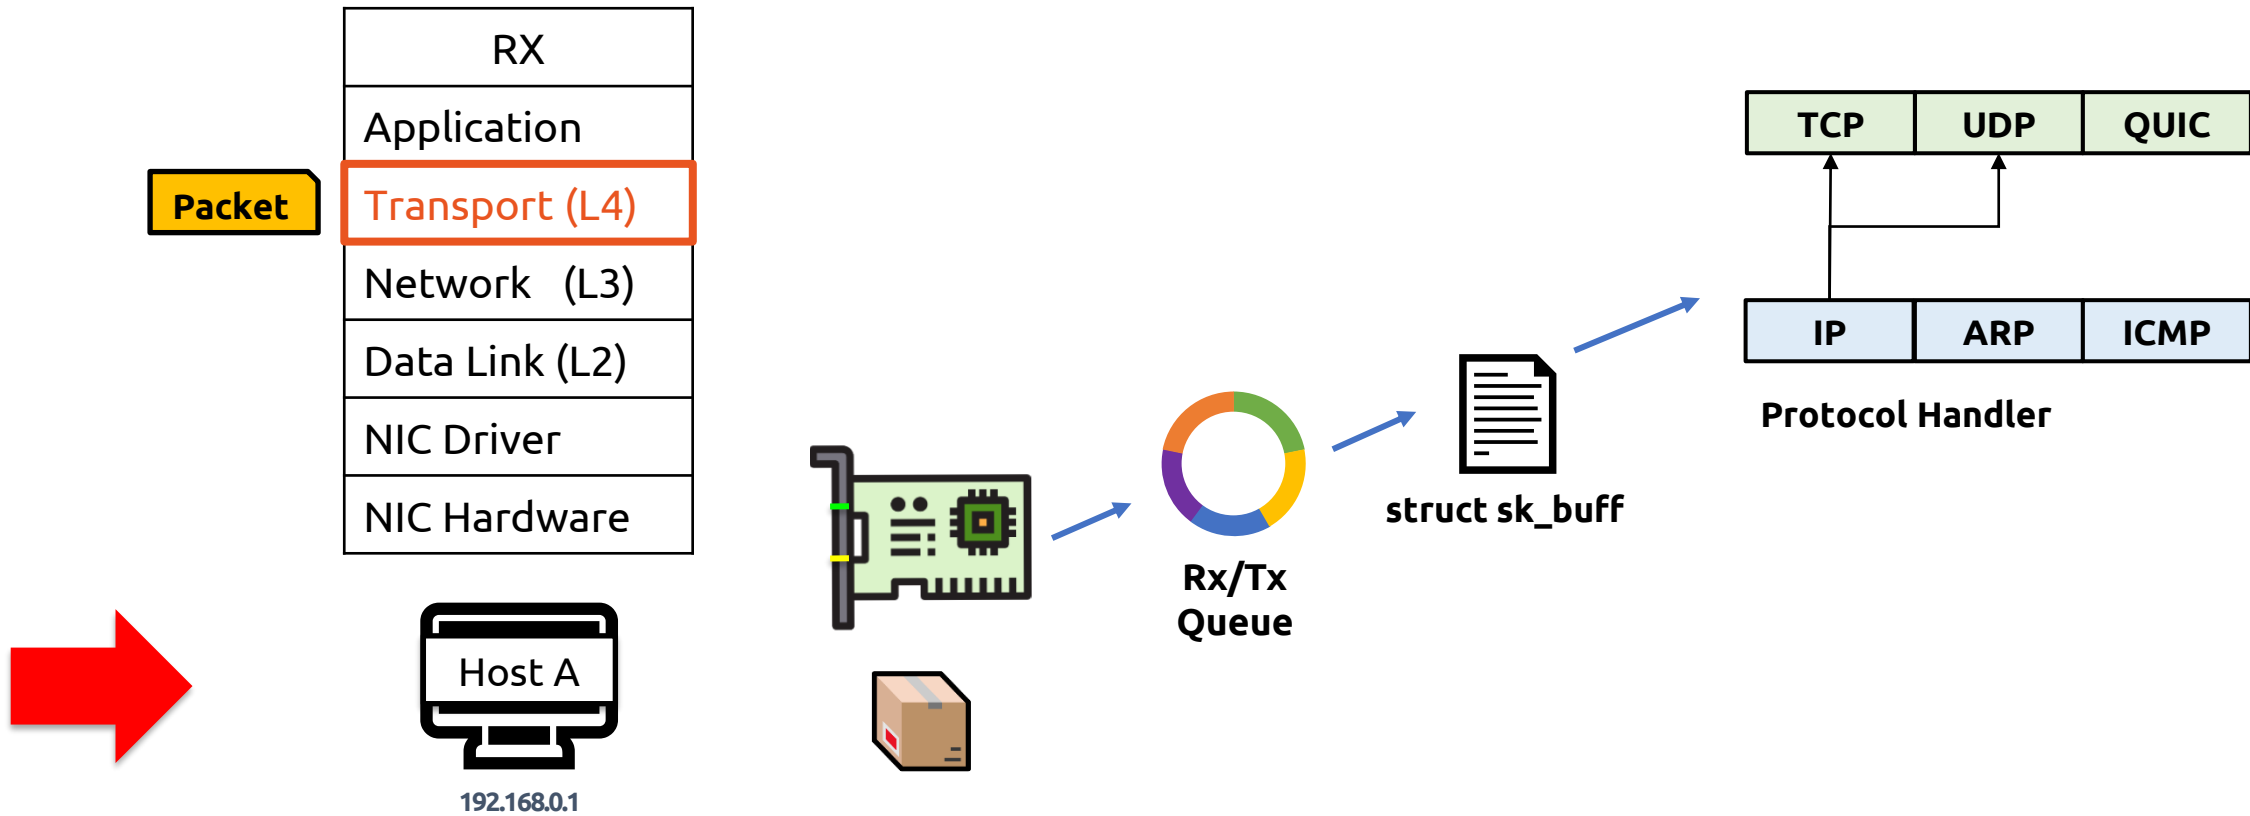 RX
Application
Packet
Transport (L4)
Network (L3)
Data Link (L2)
NIC Driver
NIC Hardware
Host A
192.168.0.1
Rx/Tx
Queue
struct sk_buff
TCP UDP QUIC
IP ARP ICMP
Protocol Handler